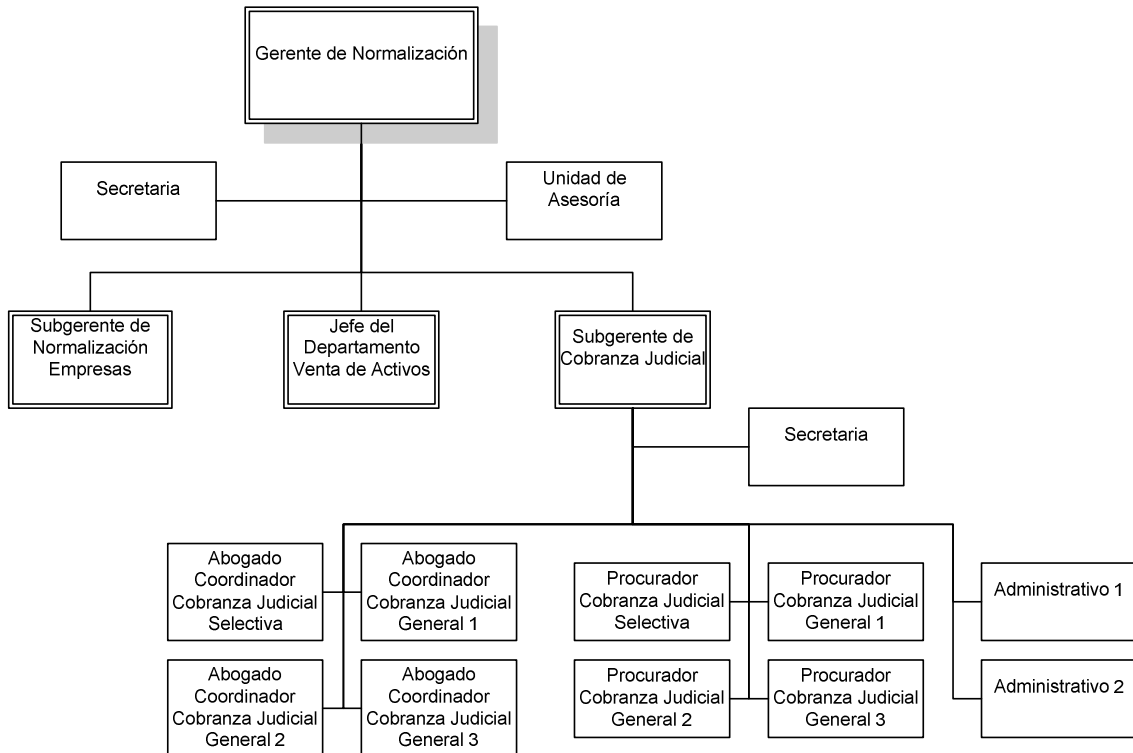 Gerente de Normalización
Secretaria
Unidad de
Asesoría
Subgerente de
Normalización
Empresas
Jefe del
Departamento
Venta de Activos
Subgerente de
Cobranza Judicial
Secretaria
Abogado
Coordinador
Cobranza Judicial
Selectiva
Abogado
Coordinador
Cobranza Judicial
General 1
Procurador
Cobranza Judicial
Selectiva
Procurador
Cobranza Judicial
General 1
Administrativo 1
Abogado
Coordinador
Cobranza Judicial
General 2
Abogado
Coordinador
Cobranza Judicial
General 3
Procurador
Cobranza Judicial
General 2
Procurador
Cobranza Judicial
General 3
Administrativo 2